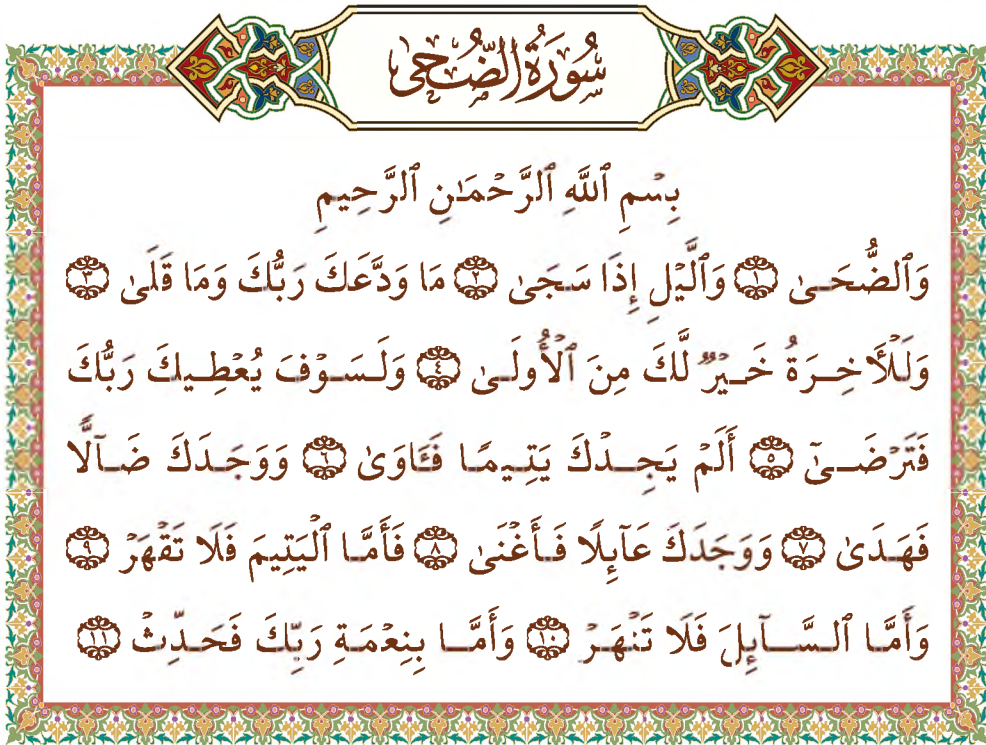 سُورَةُ الضُّحَىٰ
بِسْمِ ٱللَّهِ ٱلرَّحْمَـٰنِ ٱلرَّحِيمِ
وَٱلضُّحَىٰ ١ وَٱلَّيْلِ إِذَا سَجَىٰ ٢ مَا وَدَّعَكَ رَبُّكَ وَمَا قَلَىٰ ٣
وَلَلْأَخِرَةُ خَيْرٌ لَّكَ مِنَ ٱلْأُولَىٰ ٤ وَلَسَوْفَ يُعْطِيكَ رَبُّكَ
فَتَرْضَىٰٓ ٥ أَلَمْ يَجِدْكَ يَتِيمًا فَـَٔاوَىٰ ٦ وَوَجَدَكَ ضَآلًّا
فَهَدَىٰ ٧ وَوَجَدَكَ عَآئِلًا فَأَغْنَىٰ ٨ فَأَمَّا ٱلْيَتِيمَ فَلَا تَقْهَرْ ٩
وَأَمَّا ٱلسَّآئِلَ فَلَا تَنْهَرْ ١٠ وَأَمَّا بِنِعْمَةِ رَبِّكَ فَحَدِّثْ ١١